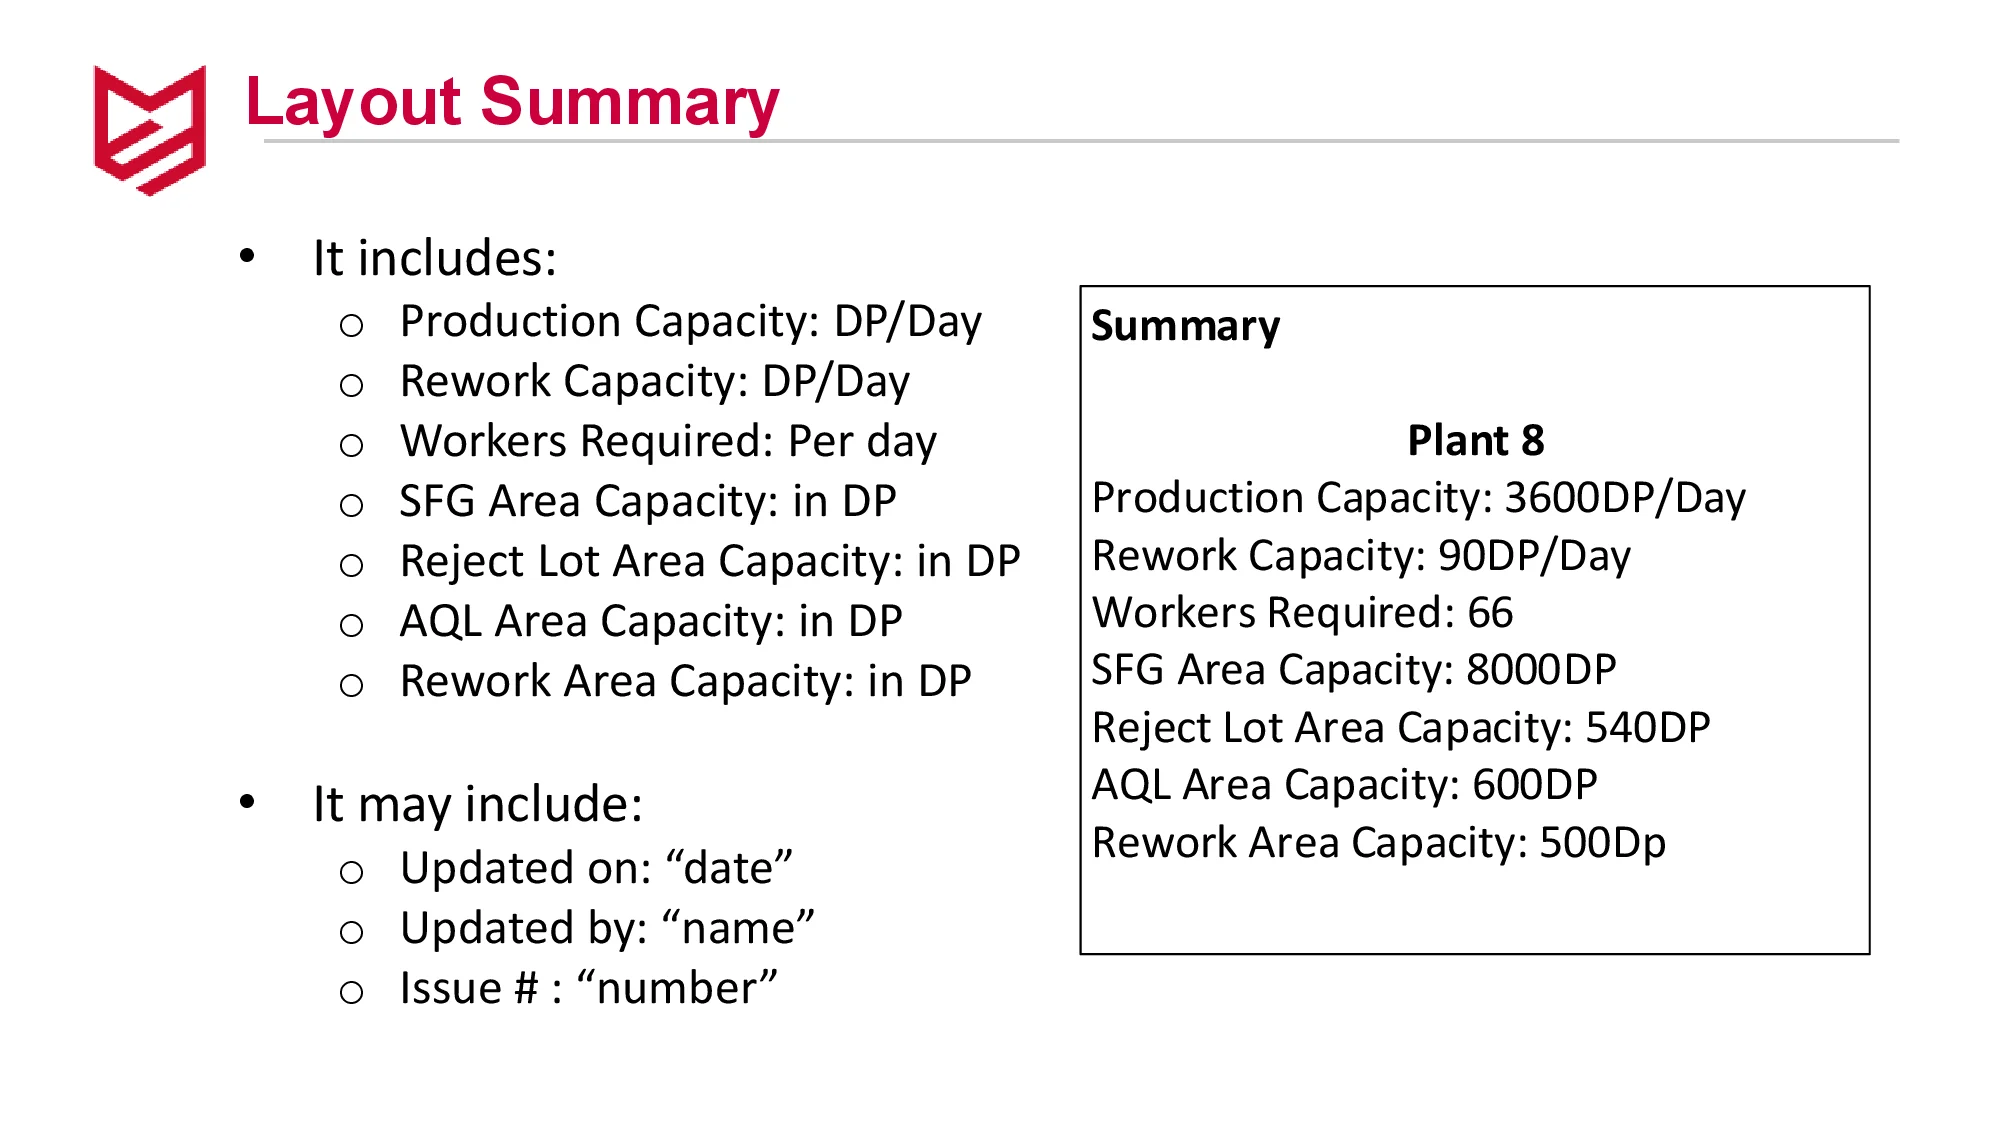 Layout Summary
• It includes:
o Production Capacity: DP/Day
o Rework Capacity: DP/Day
o Workers Required: Per day
o SFG Area Capacity: in DP
o Reject Lot Area Capacity: in DP
o AQL Area Capacity: in DP
o Rework Area Capacity: in DP
• It may include:
o Updated on: “date”
o Updated by: “name”
o Issue # : “number”
Summary
Plant 8
Production Capacity: 3600DP/Day
Rework Capacity: 90DP/Day
Workers Required: 66
SFG Area Capacity: 8000DP
Reject Lot Area Capacity: 540DP
AQL Area Capacity: 600DP
Rework Area Capacity: 500Dp